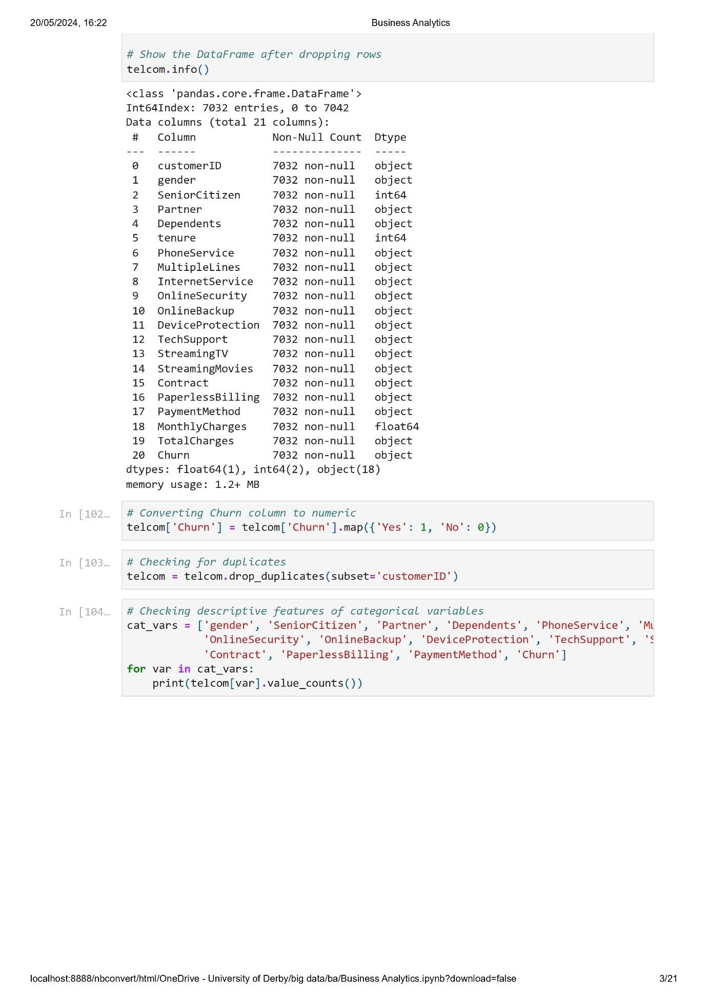 20/05/2024, 16:22 Business Analytics
# Show the DataFrame after dropping rows
telcom.info()
<class 'pandas.core.frame.DataFrame'>
Int64Index: 7032 entries, 0 to 7042
Data columns (total 21 columns):
 #   Column            Non-Null Count  Dtype
---  ------            --------------  -----
 0   customerID        7032 non-null   object
 1   gender            7032 non-null   object
 2   SeniorCitizen     7032 non-null   int64
 3   Partner           7032 non-null   object
 4   Dependents        7032 non-null   object
 5   tenure            7032 non-null   int64
 6   PhoneService      7032 non-null   object
 7   MultipleLines     7032 non-null   object
 8   InternetService   7032 non-null   object
 9   OnlineSecurity    7032 non-null   object
 10  OnlineBackup      7032 non-null   object
 11  DeviceProtection  7032 non-null   object
 12  TechSupport       7032 non-null   object
 13  StreamingTV       7032 non-null   object
 14  StreamingMovies   7032 non-null   object
 15  Contract          7032 non-null   object
 16  PaperlessBilling  7032 non-null   object
 17  PaymentMethod     7032 non-null   object
 18  MonthlyCharges    7032 non-null   float64
 19  TotalCharges      7032 non-null   object
 20  Churn             7032 non-null   object
dtypes: float64(1), int64(2), object(18)
memory usage: 1.2+ MB
In [102… # Converting Churn column to numeric
telcom['Churn'] = telcom['Churn'].map({'Yes': 1, 'No': 0})
In [103… # Checking for duplicates
telcom = telcom.drop_duplicates(subset='customerID')
In [104… # Checking descriptive features of categorical variables
cat_vars = ['gender', 'SeniorCitizen', 'Partner', 'Dependents', 'PhoneService', 'Mu
            'OnlineSecurity', 'OnlineBackup', 'DeviceProtection', 'TechSupport', 'S
            'Contract', 'PaperlessBilling', 'PaymentMethod', 'Churn']
for var in cat_vars:
    print(telcom[var].value_counts())
localhost:8888/nbconvert/html/OneDrive - University of Derby/big data/ba/Business Analytics.ipynb?download=false 3/21